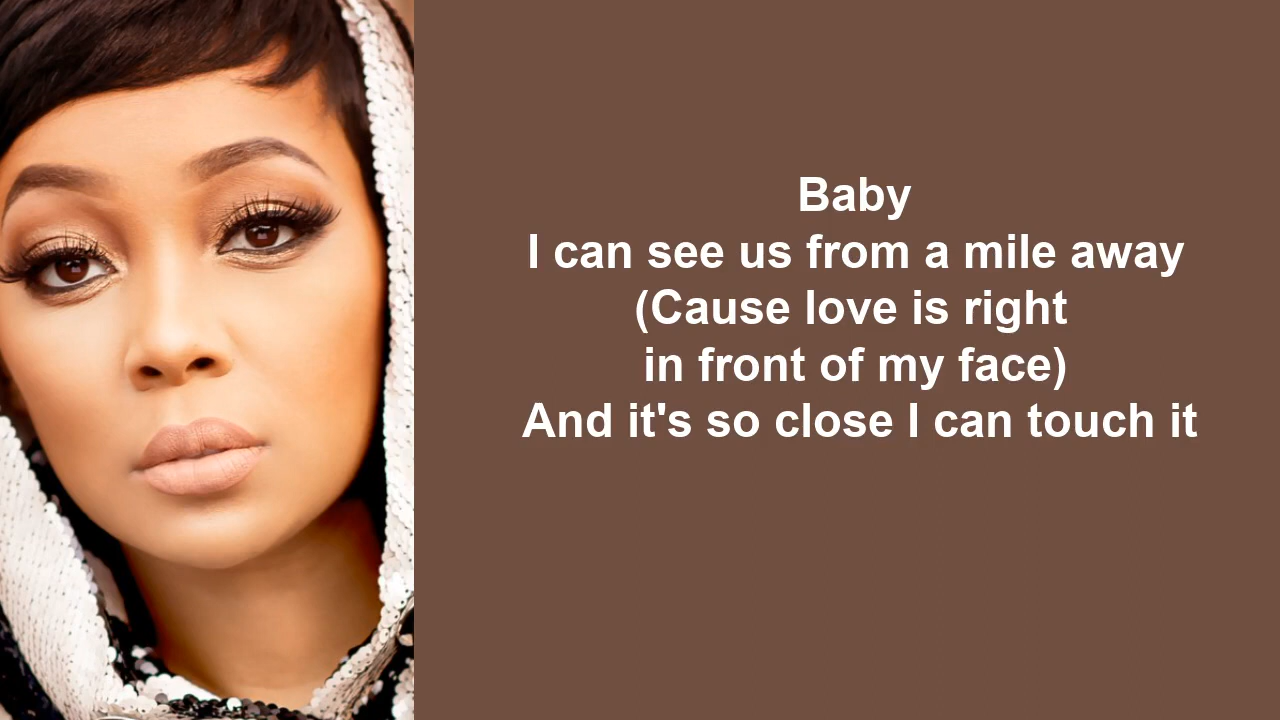 Baby
I can see us from a mile away
(Cause love is right
in front of my face)
And it's so close I can touch it